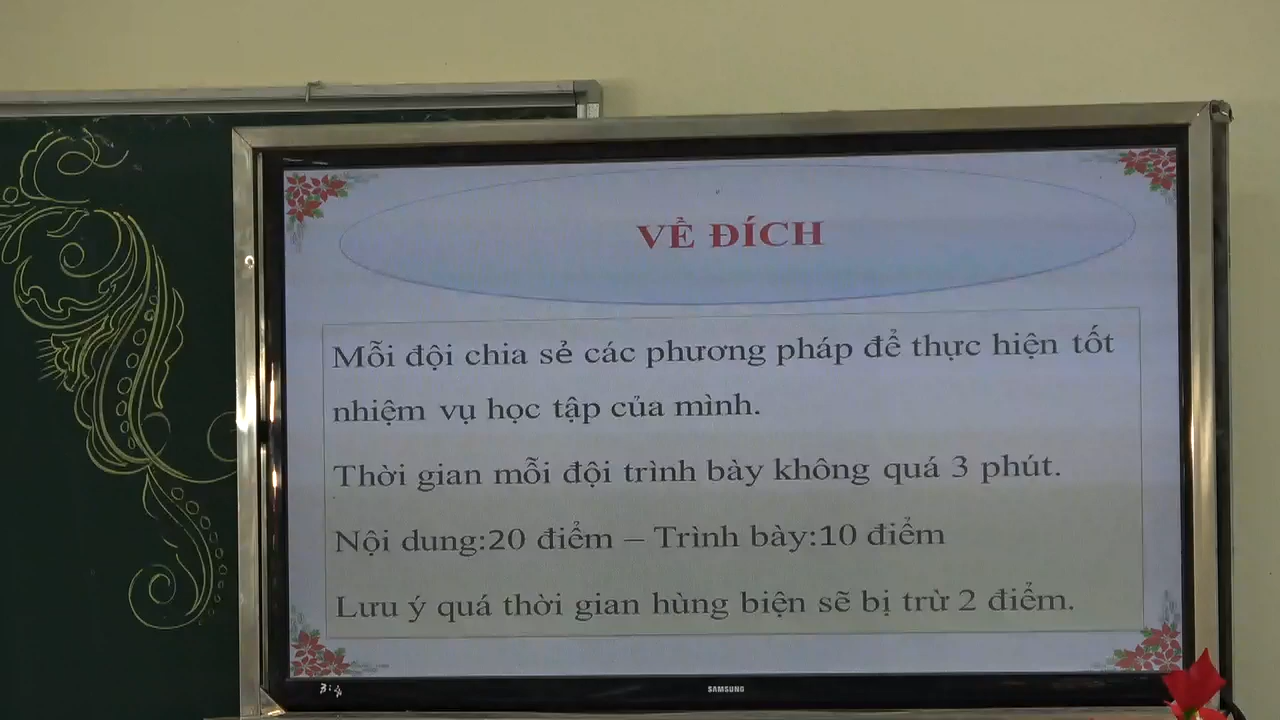 VỀ ĐÍCH
Mỗi đội chia sẻ các phương pháp để thực hiện tốt
nhiệm vụ học tập của mình.
Thời gian mỗi đội trình bày không quá 3 phút.
Nội dung:20 điểm – Trình bày:10 điểm
Lưu ý quá thời gian hùng biện sẽ bị trừ 2 điểm.
3:4
SAMSUNG